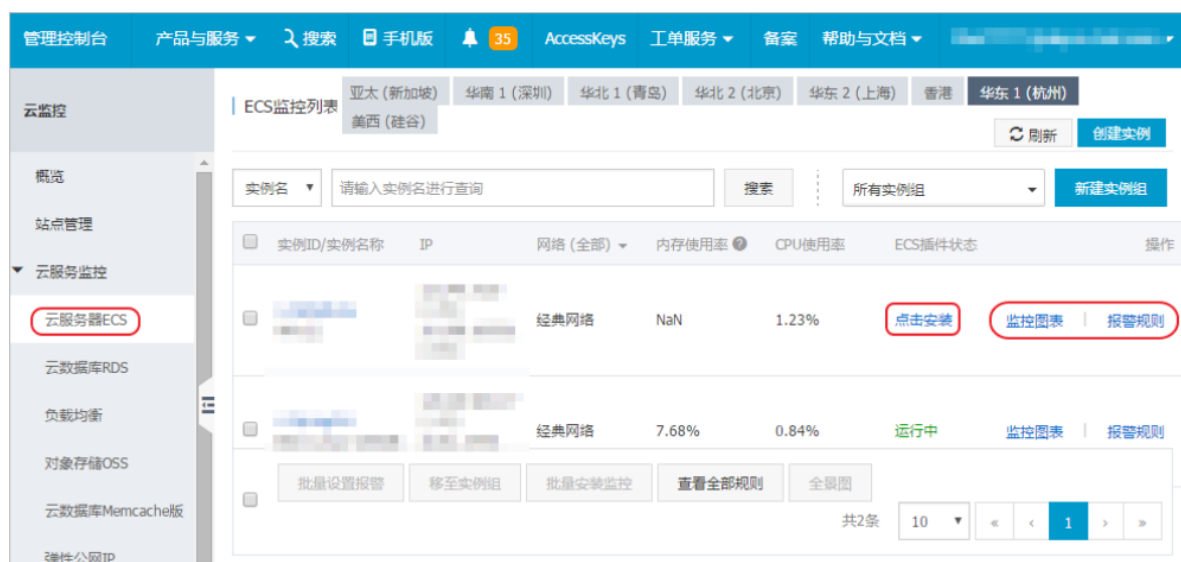 管理控制台 产品与服务 搜索 手机版 35 AccessKeys 工单服务 备案 帮助与文档
云监控
概览
站点管理
云服务监控
云服务器ECS
云数据库RDS
负载均衡
对象存储OSS
云数据库Memcache版
弹性公网IP
ECS监控列表 亚太 (新加坡) 华南 1 (深圳) 华北 1 (青岛) 华北 2 (北京) 华东 2 (上海) 香港 华东 1 (杭州)
美西 (硅谷)
刷新 创建实例
实例名 请输入实例名进行查询 搜索 所有实例组 新建实例组
实例ID/实例名称 IP 网络 (全部) 内存使用率 CPU使用率 ECS插件状态 操作
经典网络 NaN 1.23% 点击安装 监控图表 报警规则
经典网络 7.68% 0.84% 运行中 监控图表 报警规则
批量设置报警 移至实例组 批量安装监控 查看全部规则 全景图
共2条 10 « ‹ 1 › »